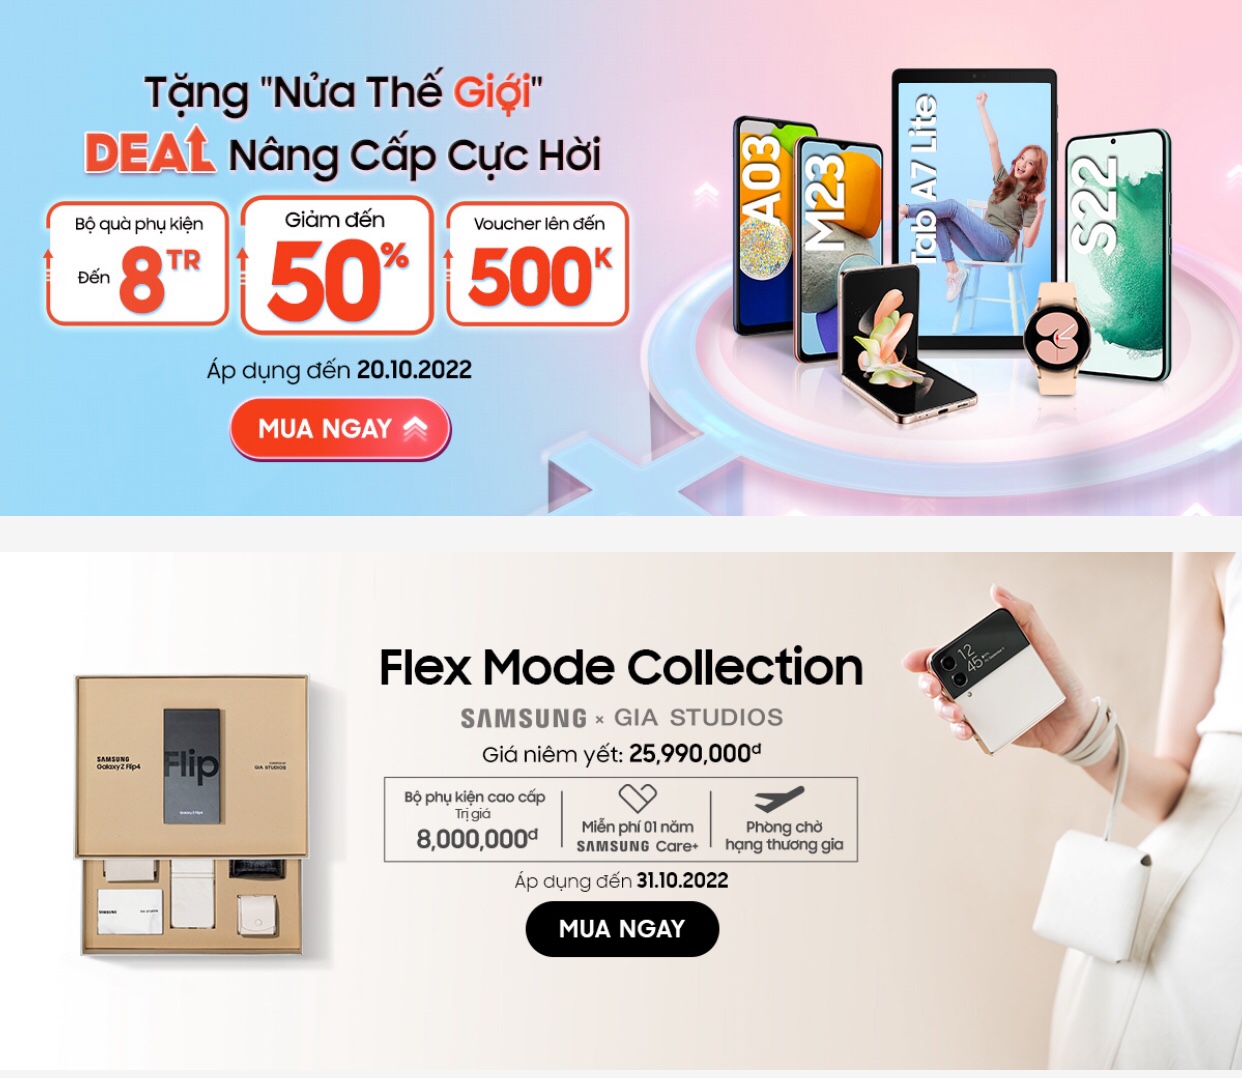 Tặng "Nửa Thế Giới"
DEAL Nâng Cấp Cực Hời
Bộ quà phụ kiện
Đến 8TR
Giảm đến
50%
Voucher lên đến
500K
Áp dụng đến 20.10.2022
MUA NGAY
A03
M23
Tab A7 Lite
S22
Flex Mode Collection
SAMSUNG x GIA STUDIOS
Giá niêm yết: 25,990,000đ
Bộ phụ kiện cao cấp
Trị giá
8,000,000đ
Miễn phí 01 năm
SAMSUNG Care+
Phòng chờ
hạng thương gia
Áp dụng đến 31.10.2022
MUA NGAY
SAMSUNG
Galaxy Z Flip4
Flip
GIA STUDIOS
12
45